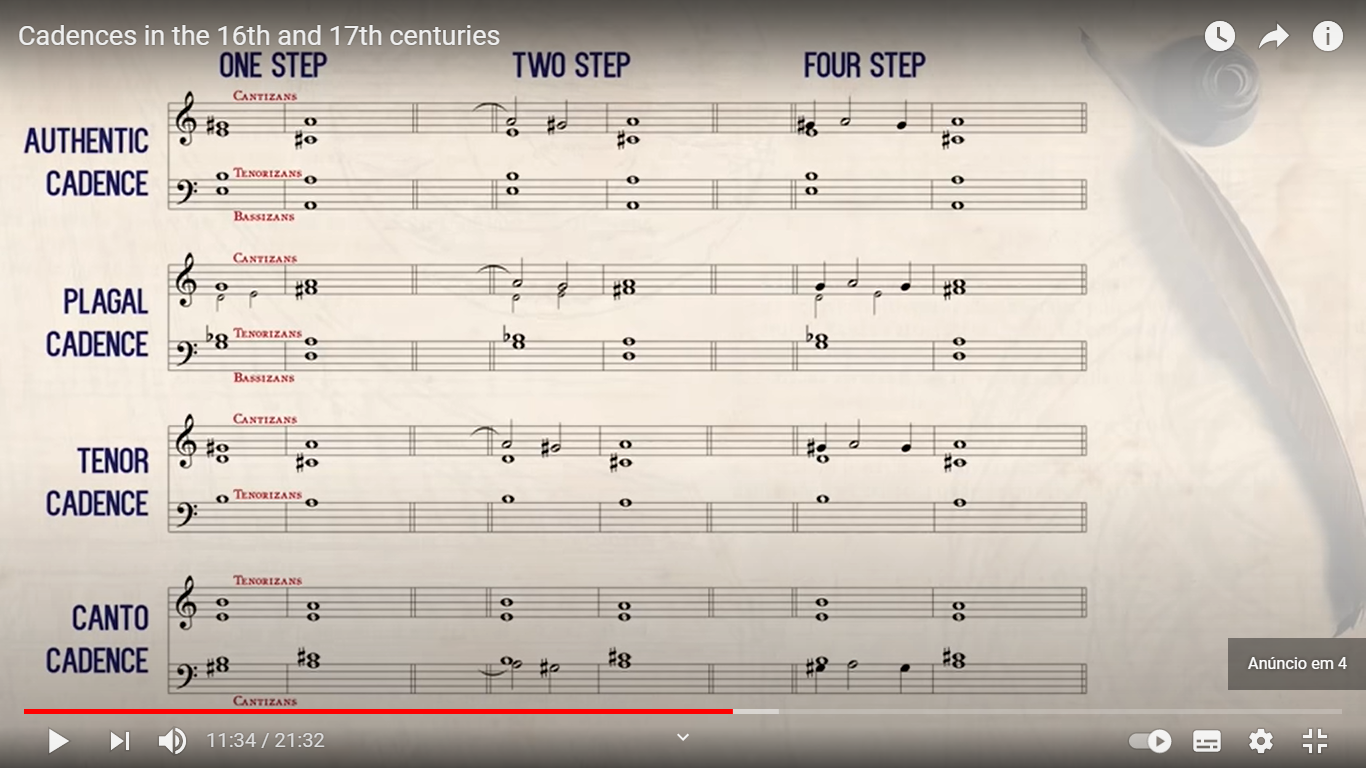 Cadences in the 16th and 17th centuries
ONE STEP TWO STEP FOUR STEP
AUTHENTIC
CADENCE
Cantizans
Tenorizans
Bassizans
PLAGAL
CADENCE
Cantizans
Tenorizans
Bassizans
TENOR
CADENCE
Cantizans
Tenorizans
CANTO
CADENCE
Tenorizans
Cantizans
Anúncio em 4
11:34 / 21:32